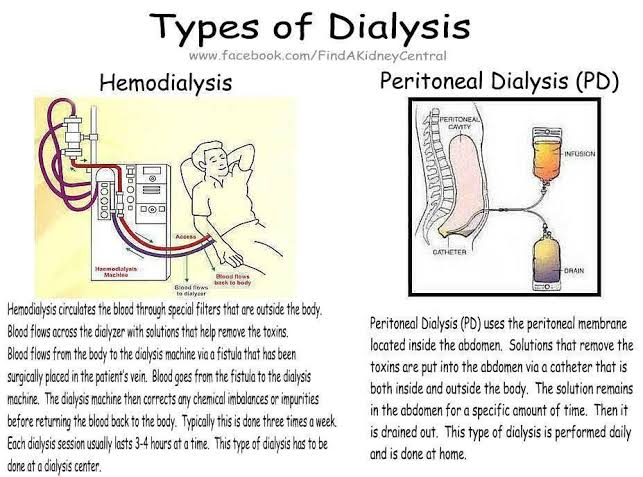 Types of Dialysis
www.facebook.com/FindAKidneyCentral
Hemodialysis
Access
Haemodialysis
Machine
Blood flows
to dialyzer
Blood flows
back to body
Hemodialysis circulates the blood through special filters that are outside the body.
Blood flows across the dialyzer with solutions that help remove the toxins.
Blood flows from the body to the dialysis machine via a fistula that has been
surgically placed in the patient's vein. Blood goes from the fistula to the dialysis
machine. The dialysis machine then corrects any chemical imbalances or impurities
before returning the blood back to the body. Typically this is done three times a week.
Each dialysis session usually lasts 3-4 hours at a time. This type of dialysis has to be
done at a dialysis center.
Peritoneal Dialysis (PD)
PERITONEAL
CAVITY
INFUSION
CATHETER
DRAIN
Peritoneal Dialysis (PD) uses the peritoneal membrane
located inside the abdomen. Solutions that remove the
toxins are put into the abdomen via a catheter that is
both inside and outside the body. The solution remains
in the abdomen for a specific amount of time. Then it
is drained out. This type of dialysis is performed daily
and is done at home.